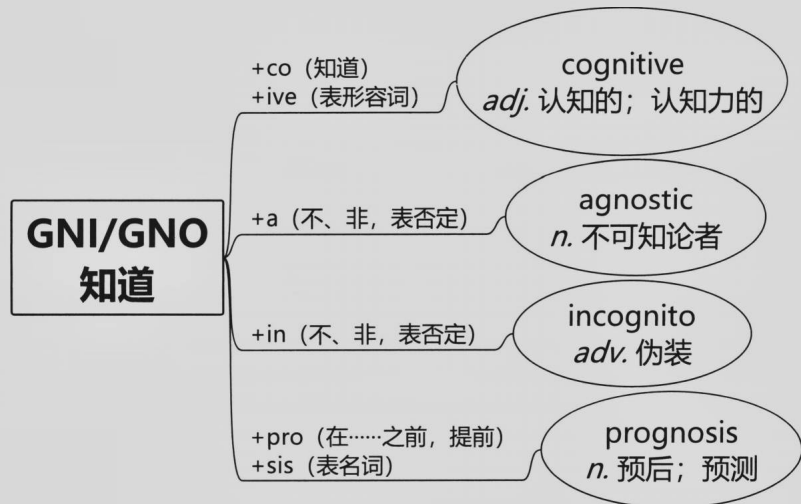 GNI/GNO
知道
+co（知道）
+ive（表形容词）
cognitive
adj. 认知的；认知力的
+a（不、非，表否定）
agnostic
n. 不可知论者
+in（不、非，表否定）
incognito
adv. 伪装
+pro（在……之前，提前）
+sis（表名词）
prognosis
n. 预后；预测